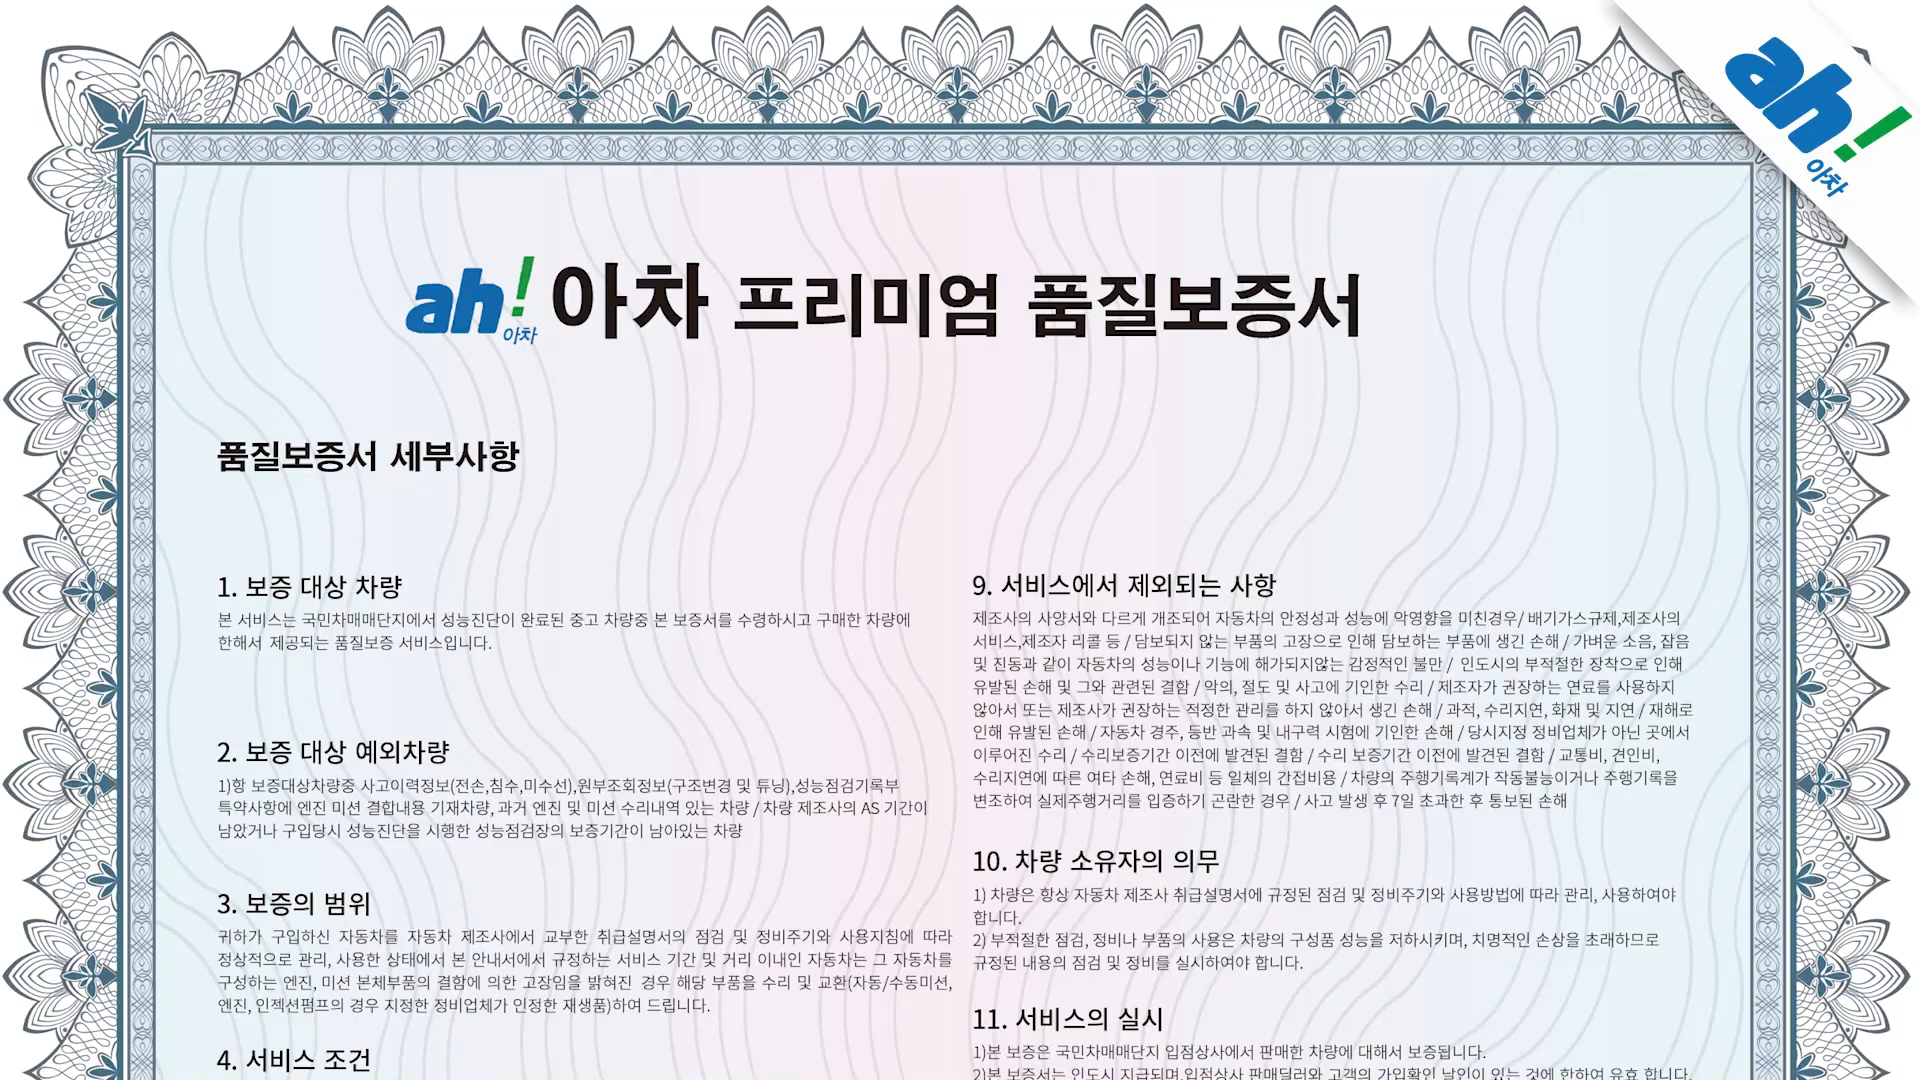 ah!
아차
ah!
아차
아차 프리미엄 품질보증서
품질보증서 세부사항
1. 보증 대상 차량
본 서비스는 국민차매매단지에서 성능진단이 완료된 중고 차량중 본 보증서를 수령하시고 구매한 차량에
한해서 제공되는 품질보증 서비스입니다.
2. 보증 대상 예외차량
1)항 보증대상차량중 사고이력정보(전손,침수,미수선),원부조회정보(구조변경 및 튜닝),성능점검기록부
특약사항에 엔진 미션 결합내용 기재차량, 과거 엔진 및 미션 수리내역 있는 차량 / 차량 제조사의 AS 기간이
남았거나 구입당시 성능진단을 시행한 성능점검장의 보증기간이 남아있는 차량
3. 보증의 범위
귀하가 구입하신 자동차를 자동차 제조사에서 교부한 취급설명서의 점검 및 정비주기와 사용지침에 따라
정상적으로 관리, 사용한 상태에서 본 안내서에서 규정하는 서비스 기간 및 거리 이내인 자동차는 그 자동차를
구성하는 엔진, 미션 본체부품의 결함에 의한 고장임을 밝혀진 경우 해당 부품을 수리 및 교환(자동/수동미션,
엔진, 인젝션펌프의 경우 지정한 정비업체가 인정한 재생품)하여 드립니다.
4. 서비스 조건
9. 서비스에서 제외되는 사항
제조사의 사양서와 다르게 개조되어 자동차의 안정성과 성능에 악영향을 미친경우/ 배기가스규제,제조사의
서비스,제조자 리콜 등 / 담보되지 않는 부품의 고장으로 인해 담보하는 부품에 생긴 손해 / 가벼운 소음, 잡음
및 진동과 같이 자동차의 성능이나 기능에 해가되지않는 감정적인 불만 / 인도시의 부적절한 장착으로 인해
유발된 손해 및 그와 관련된 결함 / 악의, 절도 및 사고에 기인한 수리 / 제조자가 권장하는 연료를 사용하지
않아서 또는 제조사가 권장하는 적정한 관리를 하지 않아서 생긴 손해 / 과적, 수리지연, 화재 및 지연 / 재해로
인해 유발된 손해 / 자동차 경주, 등반 과속 및 내구력 시험에 기인한 손해 / 당시지정 정비업체가 아닌 곳에서
이루어진 수리 / 수리보증기간 이전에 발견된 결함 / 수리 보증기간 이전에 발견된 결함 / 교통비, 견인비,
수리지연에 따른 여타 손해, 연료비 등 일체의 간접비용 / 차량의 주행기록계가 작동불능이거나 주행기록을
변조하여 실제주행거리를 입증하기 곤란한 경우 / 사고 발생 후 7일 초과한 후 통보된 손해
10. 차량 소유자의 의무
1) 차량은 항상 자동차 제조사 취급설명서에 규정된 점검 및 정비주기와 사용방법에 따라 관리, 사용하여야
합니다.
2) 부적절한 점검, 정비나 부품의 사용은 차량의 구성품 성능을 저하시키며, 치명적인 손상을 초래하므로
규정된 내용의 점검 및 정비를 실시하여야 합니다.
11. 서비스의 실시
1)본 보증은 국민차매매단지 입점상사에서 판매한 차량에 대해서 보증됩니다.
2)본 보증서는 인도시 지급되며,입점상사 판매딜러와 고객의 가입확인 날인이 있는 것에 한하여 유효 합니다.